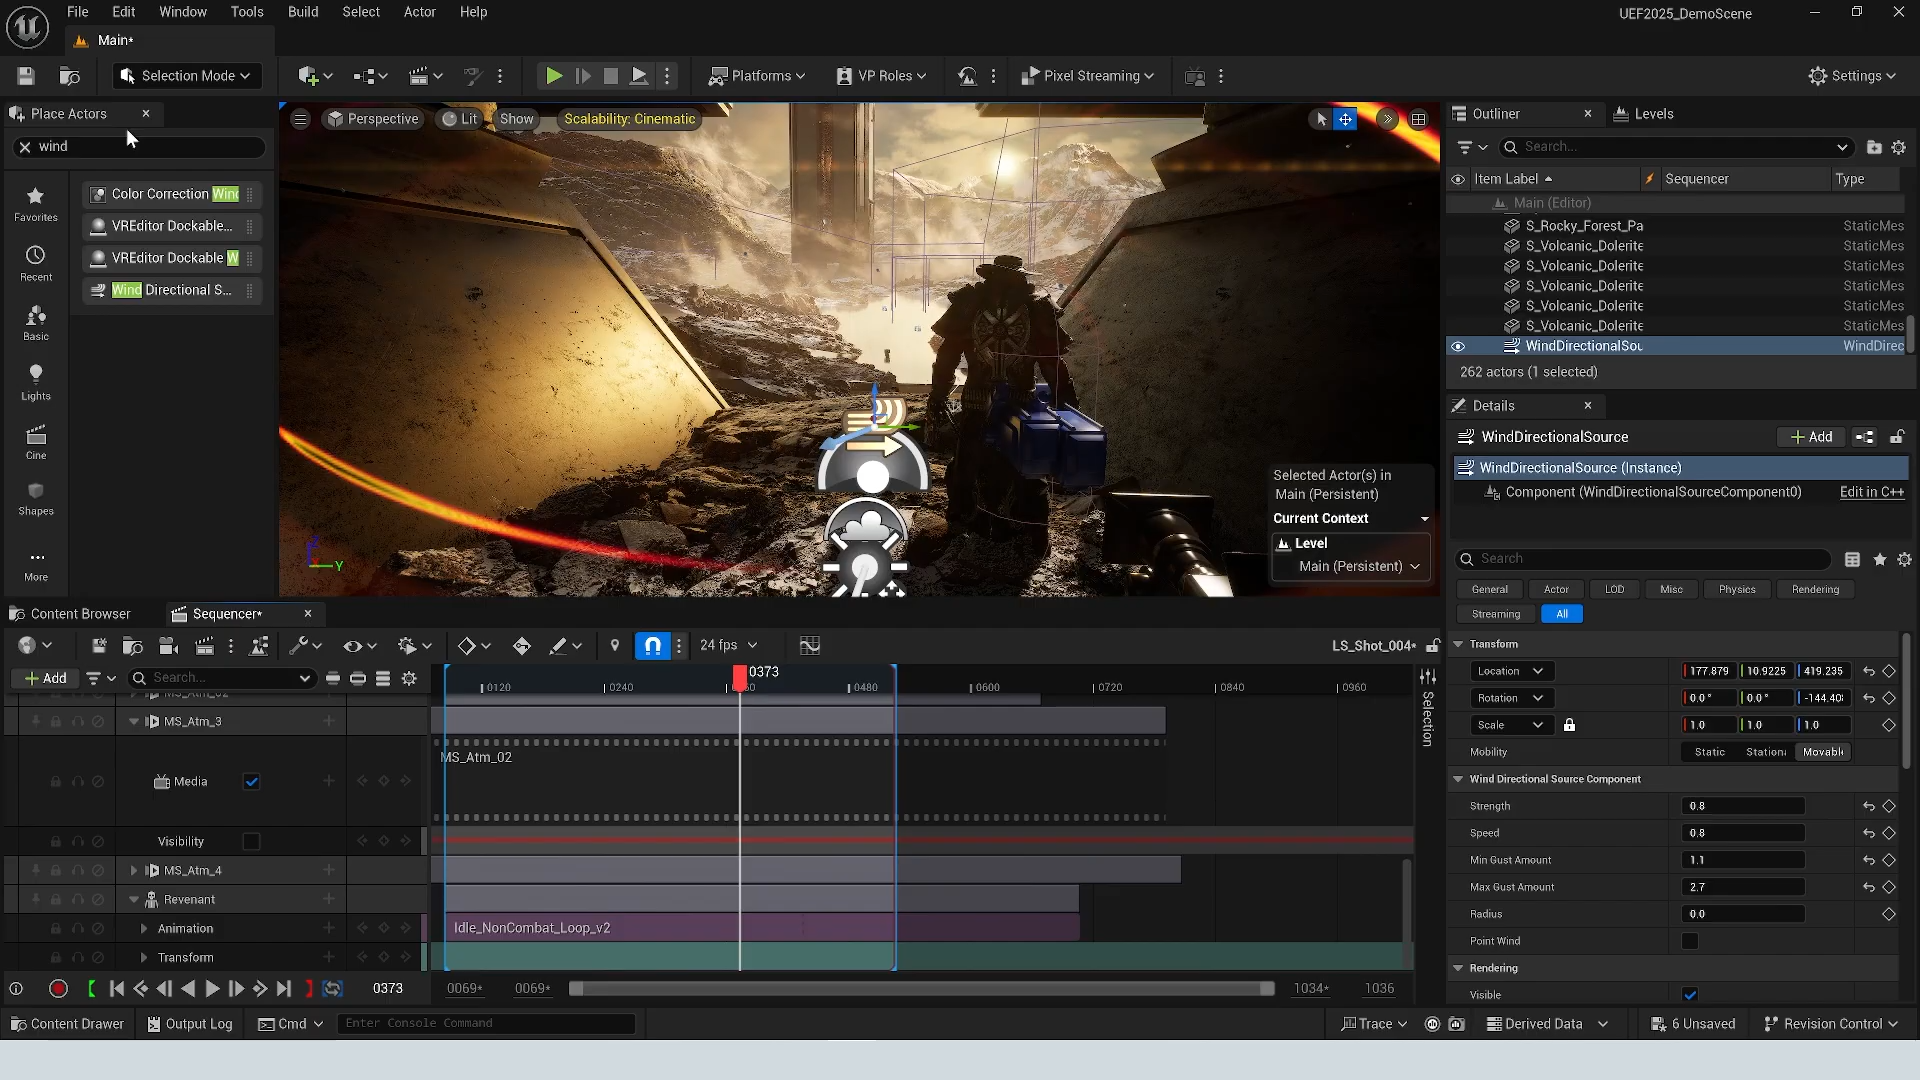 File Edit Window Tools Build Select Actor Help
UEF2025_DemoScene
Main*
Selection Mode
Platforms
VP Roles
Pixel Streaming
Settings
Place Actors
wind
Favorites
Recent
Basic
Lights
Cine
Shapes
More
Color Correction Wind
VREditor Dockable...
VREditor Dockable W
Wind Directional S...
Perspective
Lit
Show
Scalability: Cinematic
Y
Selected Actor(s) in
Main (Persistent)
Current Context
Level
Main (Persistent)
Outliner
Levels
Search...
Item Label
Sequencer
Type
Main (Editor)
S_Rocky_Forest_Pa StaticMes
S_Volcanic_Dolerite StaticMes
S_Volcanic_Dolerite StaticMes
S_Volcanic_Dolerite StaticMes
S_Volcanic_Dolerite StaticMes
S_Volcanic_Dolerite StaticMes
WindDirectionalSou WindDirec
262 actors (1 selected)
Details
WindDirectionalSource
Add
WindDirectionalSource (Instance)
Component (WindDirectionalSourceComponent0) Edit in C++
Search
General Actor LOD Misc Physics Rendering
Streaming All
Transform
Location 177.879 10.9225 419.235
Rotation 0.0° 0.0° -144.40
Scale 1.0 1.0 1.0
Mobility Static Station Movabl
Wind Directional Source Component
Strength 0.8
Speed 0.8
Min Gust Amount 1.1
Max Gust Amount 2.7
Radius 0.0
Point Wind
Rendering
Visible
Content Browser
Sequencer*
24 fps
LS_Shot_004*
Add
Search...
0373
0120 0240 0480 0600 0720 0840 0960
Selection
MS_Atm_3
MS_Atm_02
Media
Visibility
MS_Atm_4
Revenant
Animation
Idle_NonCombat_Loop_v2
Transform
0373
0069* 0069*
1034* 1036
Content Drawer
Output Log
Cmd
Enter Console Command
Trace
Derived Data
6 Unsaved
Revision Control